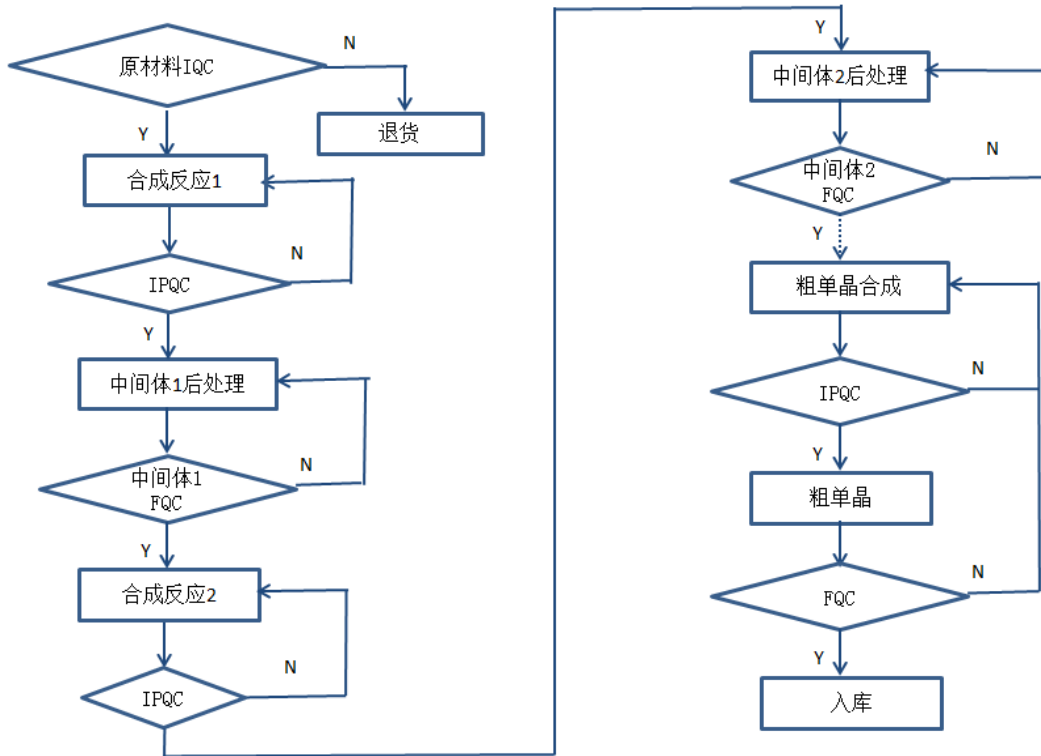 原材料IQC
N
退货
Y
合成反应1
N
IPQC
Y
中间体1后处理
N
中间体1
FQC
Y
合成反应2
N
IPQC
Y
中间体2后处理
N
中间体2
FQC
Y
粗单晶合成
N
IPQC
Y
粗单晶
N
FQC
Y
入库